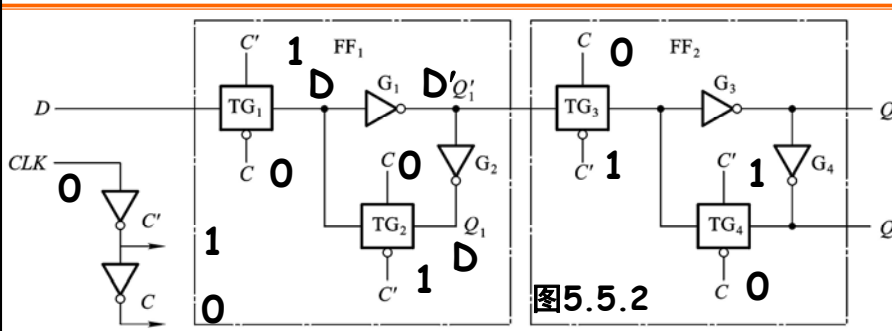 C' 1 FF₁
C 0 FF₂
D
TG₁
D
G₁
D' Q₁'
TG₃
G₃
Q
CLK
0
C 0
C 0
G₂
C' 1
C' 1
G₄
C'
1
TG₂
Q₁
D
TG₄
Q
C' 1
C 0
C
0
图5.5.2